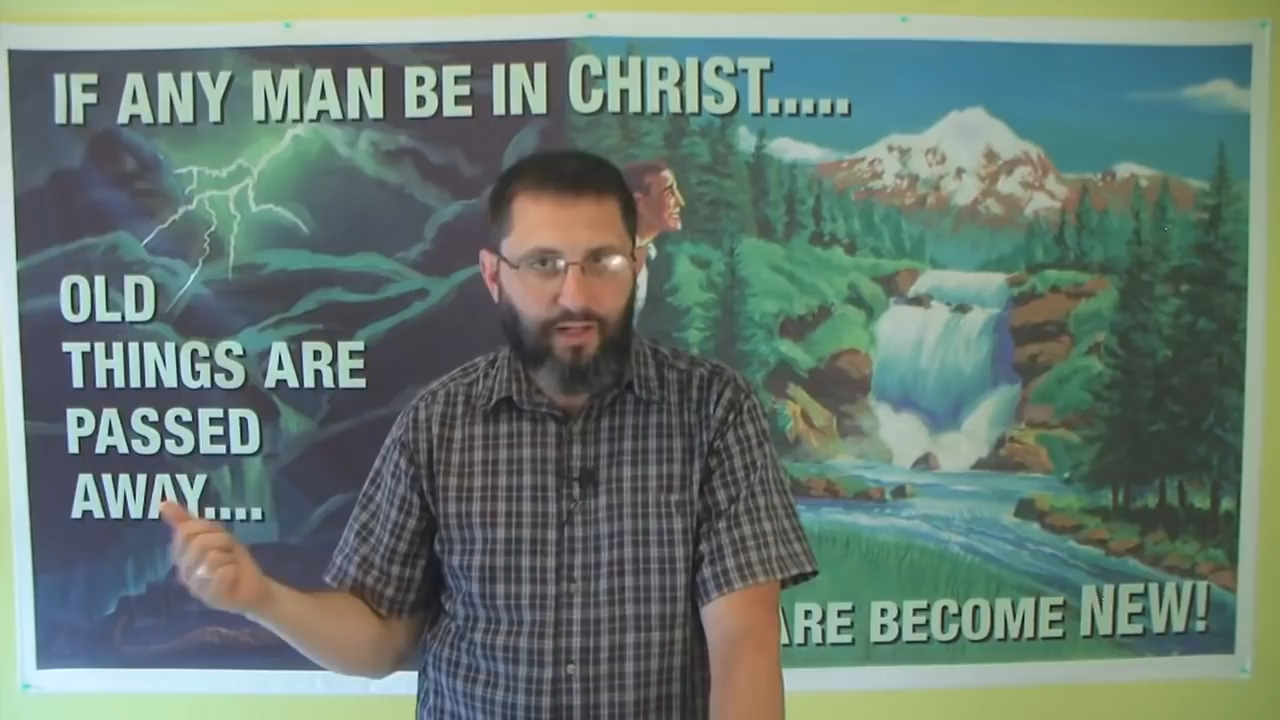 IF ANY MAN BE IN CHRIST.....
OLD
THINGS ARE
PASSED
AWAY....
ARE BECOME NEW!